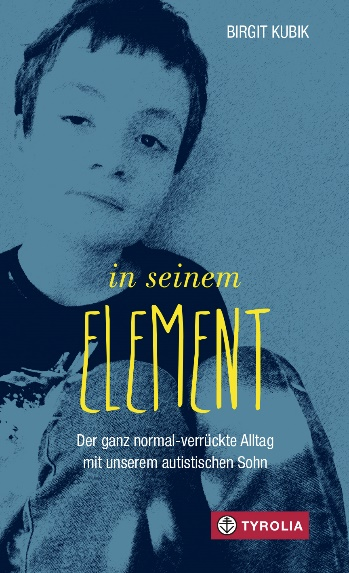 BIRGIT KUBIK
in seinem
ELEMENT
Der ganz normal-verrückte Alltag
mit unserem autistischen Sohn
TYROLIA